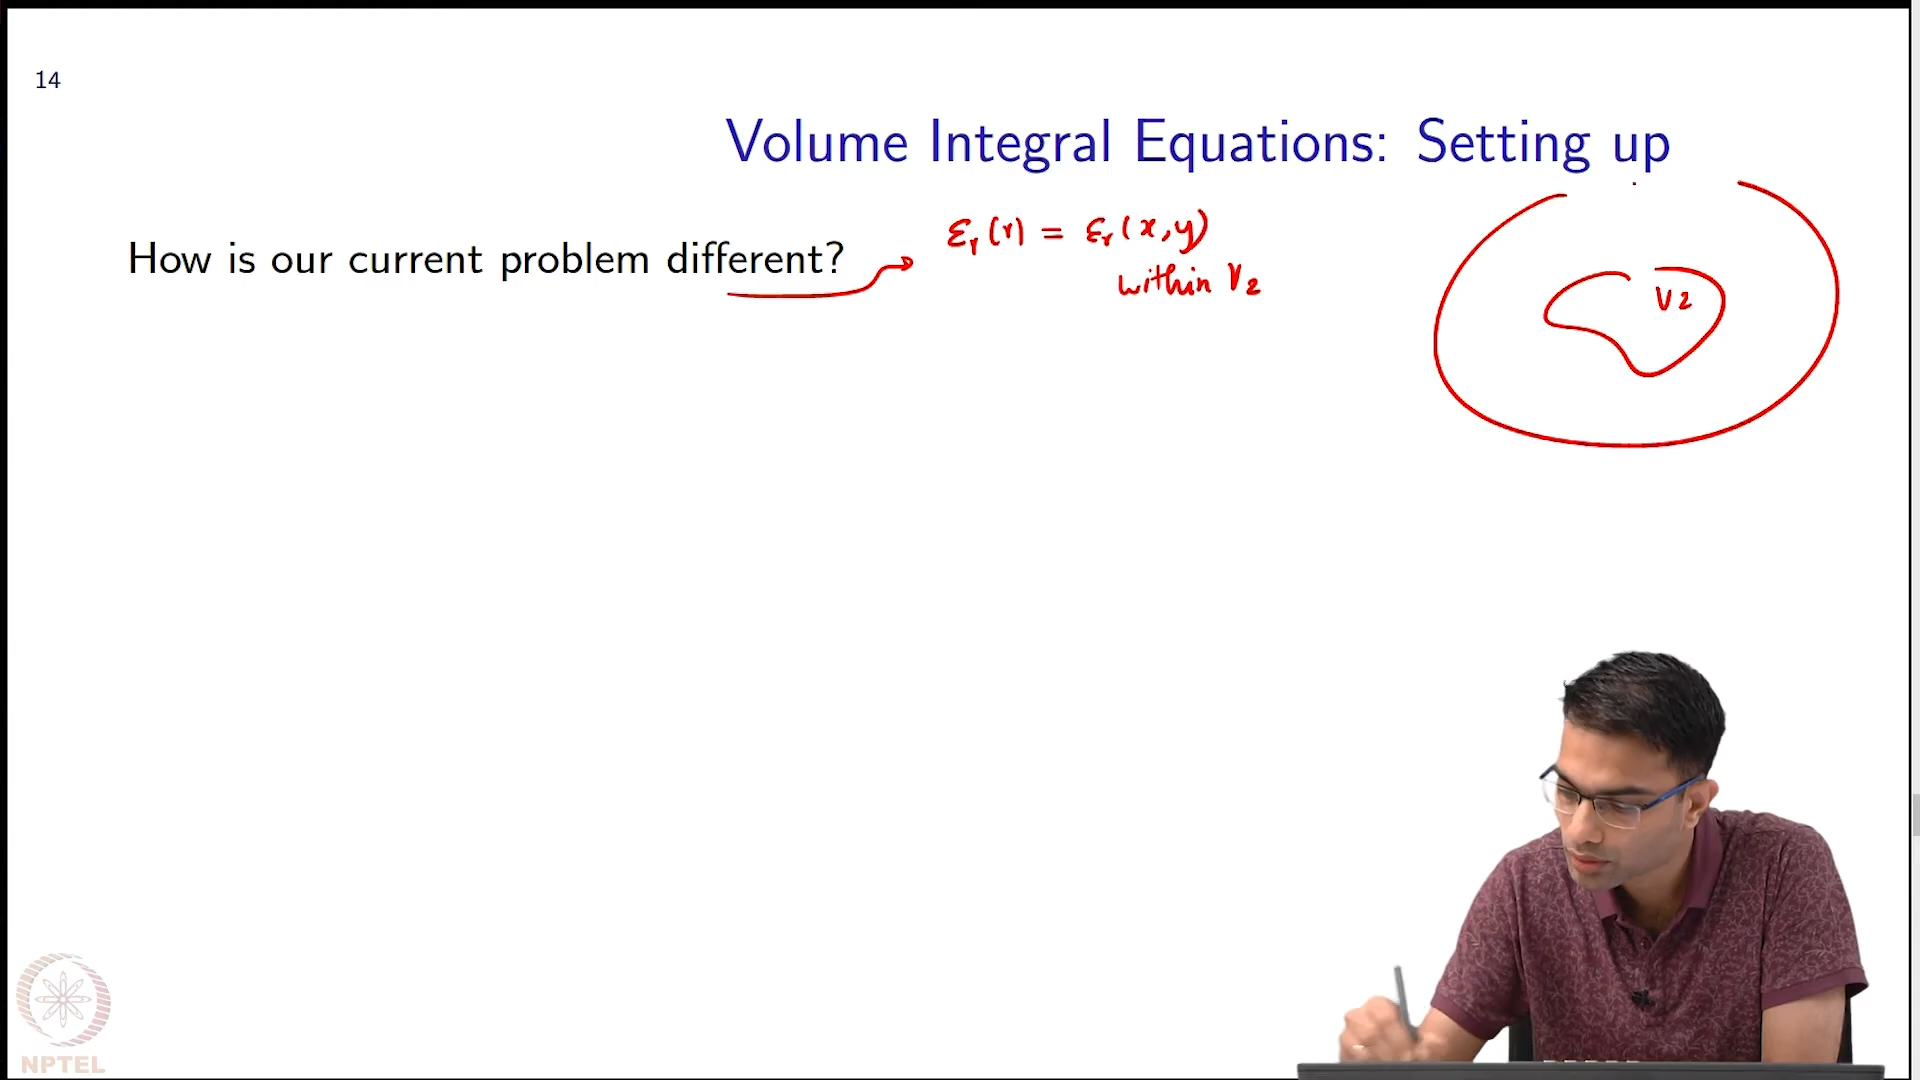 14
Volume Integral Equations: Setting up
How is our current problem different?
εr(r) = εr(x,y)
within V2
V2
NPTEL